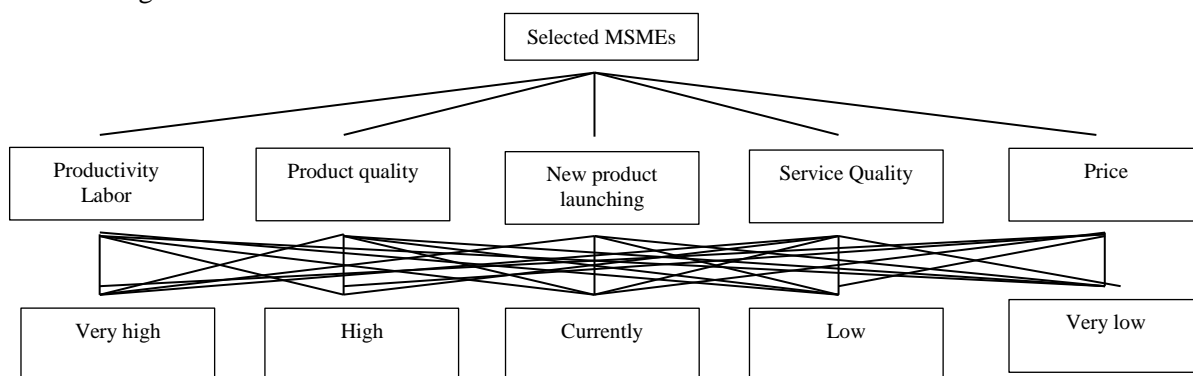 Selected MSMEs
Productivity
Labor
Product quality
New product
launching
Service Quality
Price
Very high
High
Currently
Low
Very low